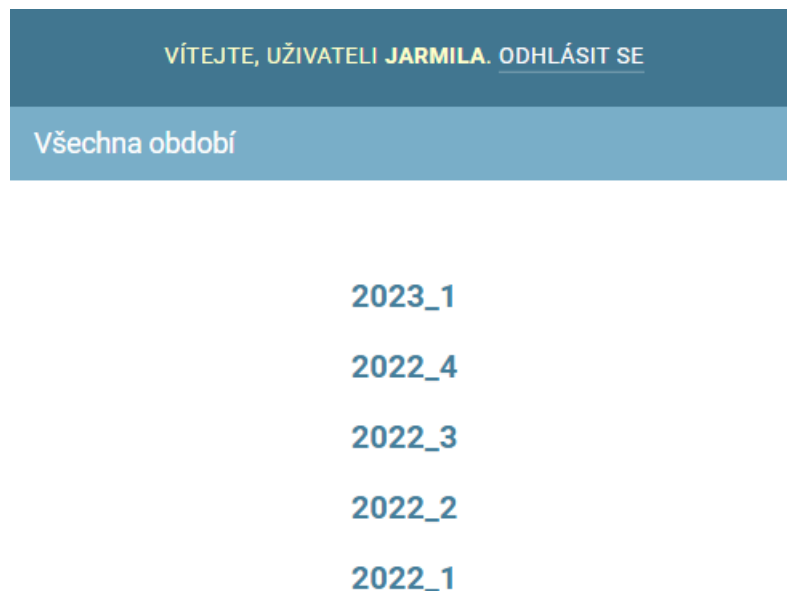 VÍTEJTE, UŽIVATELI JARMILA. ODHLÁSIT SE
Všechna období
2023_1
2022_4
2022_3
2022_2
2022_1